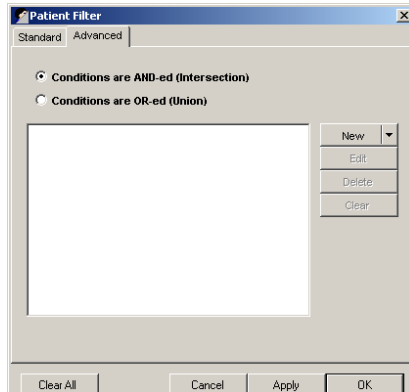 Patient Filter
Standard Advanced
Conditions are AND-ed (Intersection)
Conditions are OR-ed (Union)
New
Edit
Delete
Clear
Clear All Cancel Apply OK